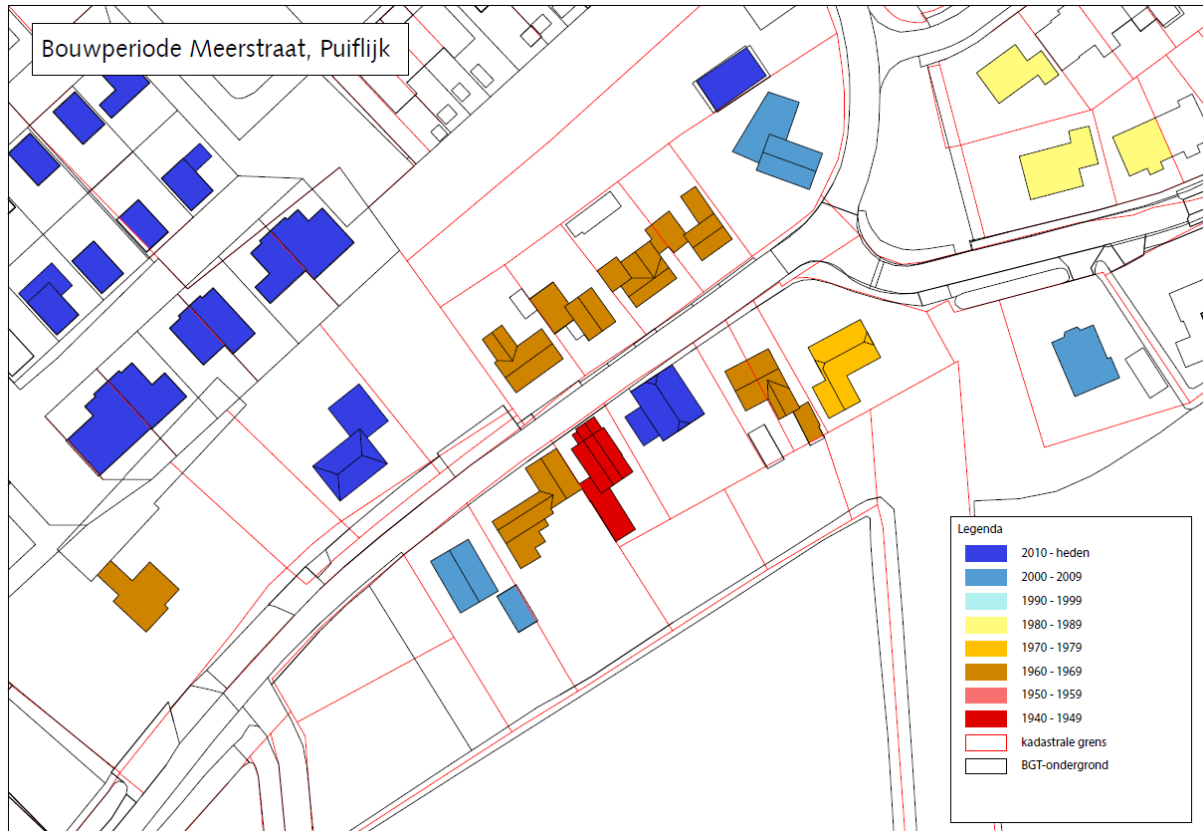 Bouwperiode Meerstraat, Puiflijk
Legenda
2010 - heden
2000 - 2009
1990 - 1999
1980 - 1989
1970 - 1979
1960 - 1969
1950 - 1959
1940 - 1949
kadastrale grens
BGT-ondergrond